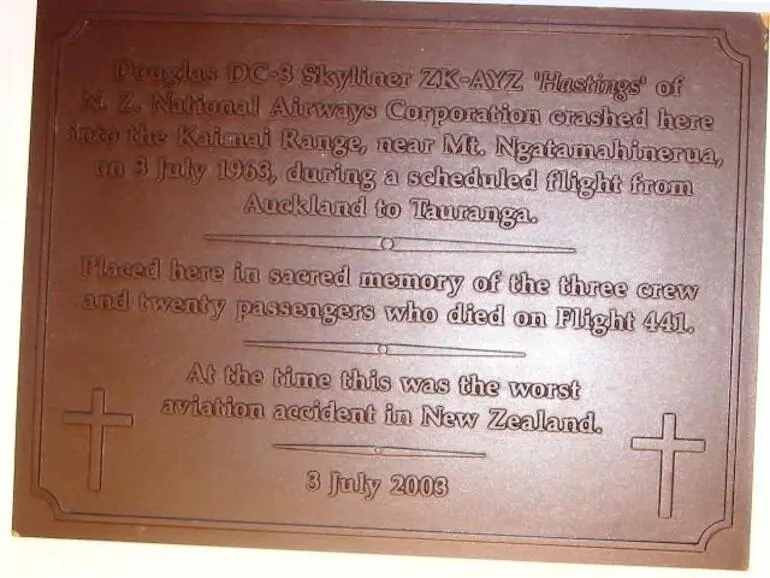 Douglas DC-3 Skyliner ZK-AYZ 'Hastings' of
N. Z. National Airways Corporation crashed here
into the Kaimai Range, near Mt. Ngatamahinerua,
on 3 July 1963, during a scheduled flight from
Auckland to Tauranga.
Placed here in sacred memory of the three crew
and twenty passengers who died on Flight 441.
At the time this was the worst
aviation accident in New Zealand.
3 July 2003